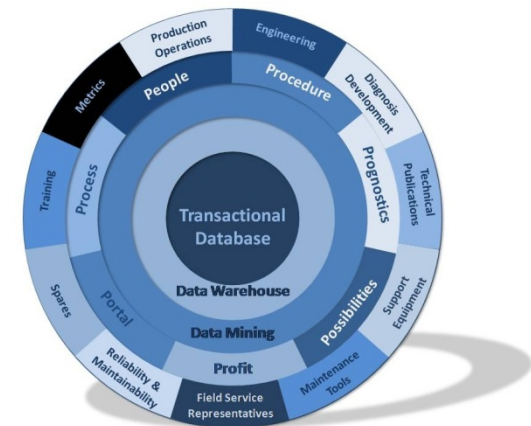 Production
Operations
Engineering
Diagnosis
Development
Technical
Publications
Support
Equipment
Maintenance
Tools
Field Service
Representatives
Reliability &
Maintainability
Spares
Training
Metrics
People
Procedure
Prognostics
Possibilities
Profit
Portal
Process
Transactional
Database
Data Warehouse
Data Mining